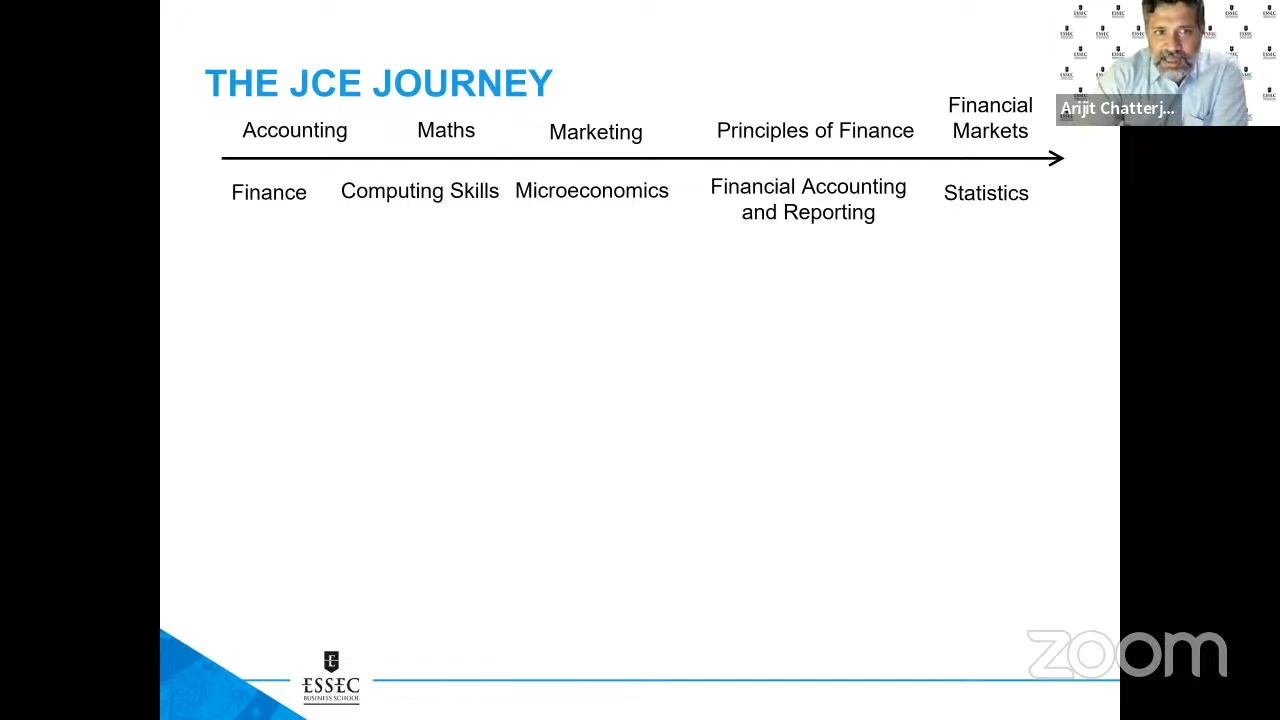 THE JCE JOURNEY
Arijit Chatterj...
Accounting
Maths
Marketing
Principles of Finance
Financial
Markets
Finance
Computing Skills
Microeconomics
Financial Accounting
and Reporting
Statistics
ESSEC
BUSINESS SCHOOL
zoom